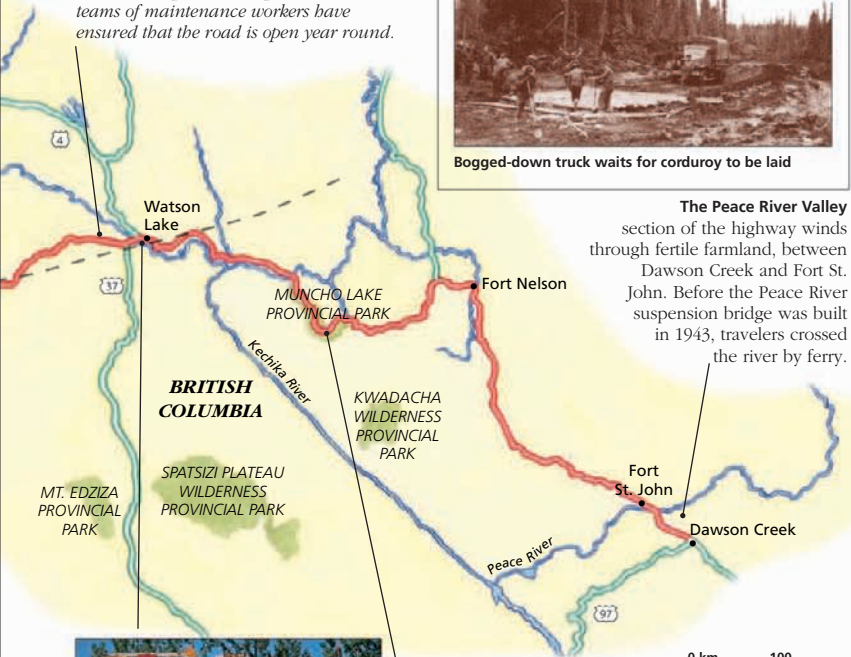 teams of maintenance workers have
ensured that the road is open year round.
Bogged-down truck waits for corduroy to be laid
The Peace River Valley
section of the highway winds
through fertile farmland, between
Dawson Creek and Fort St.
John. Before the Peace River
suspension bridge was built
in 1943, travelers crossed
the river by ferry.
4
Watson
Lake
37
MUNCHO LAKE
PROVINCIAL PARK
Fort Nelson
Kechika River
BRITISH
COLUMBIA
KWADACHA
WILDERNESS
PROVINCIAL
PARK
MT. EDZIZA
PROVINCIAL
PARK
SPATSIZI PLATEAU
WILDERNESS
PROVINCIAL PARK
Fort
St. John
Dawson Creek
Peace River
97
0 km 100